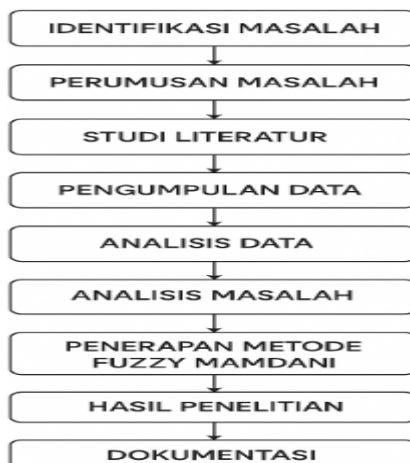 IDENTIFIKASI MASALAH
PERUMUSAN MASALAH
STUDI LITERATUR
PENGUMPULAN DATA
ANALISIS DATA
ANALISIS MASALAH
PENERAPAN METODE
FUZZY MAMDANI
HASIL PENELITIAN
DOKUMENTASI